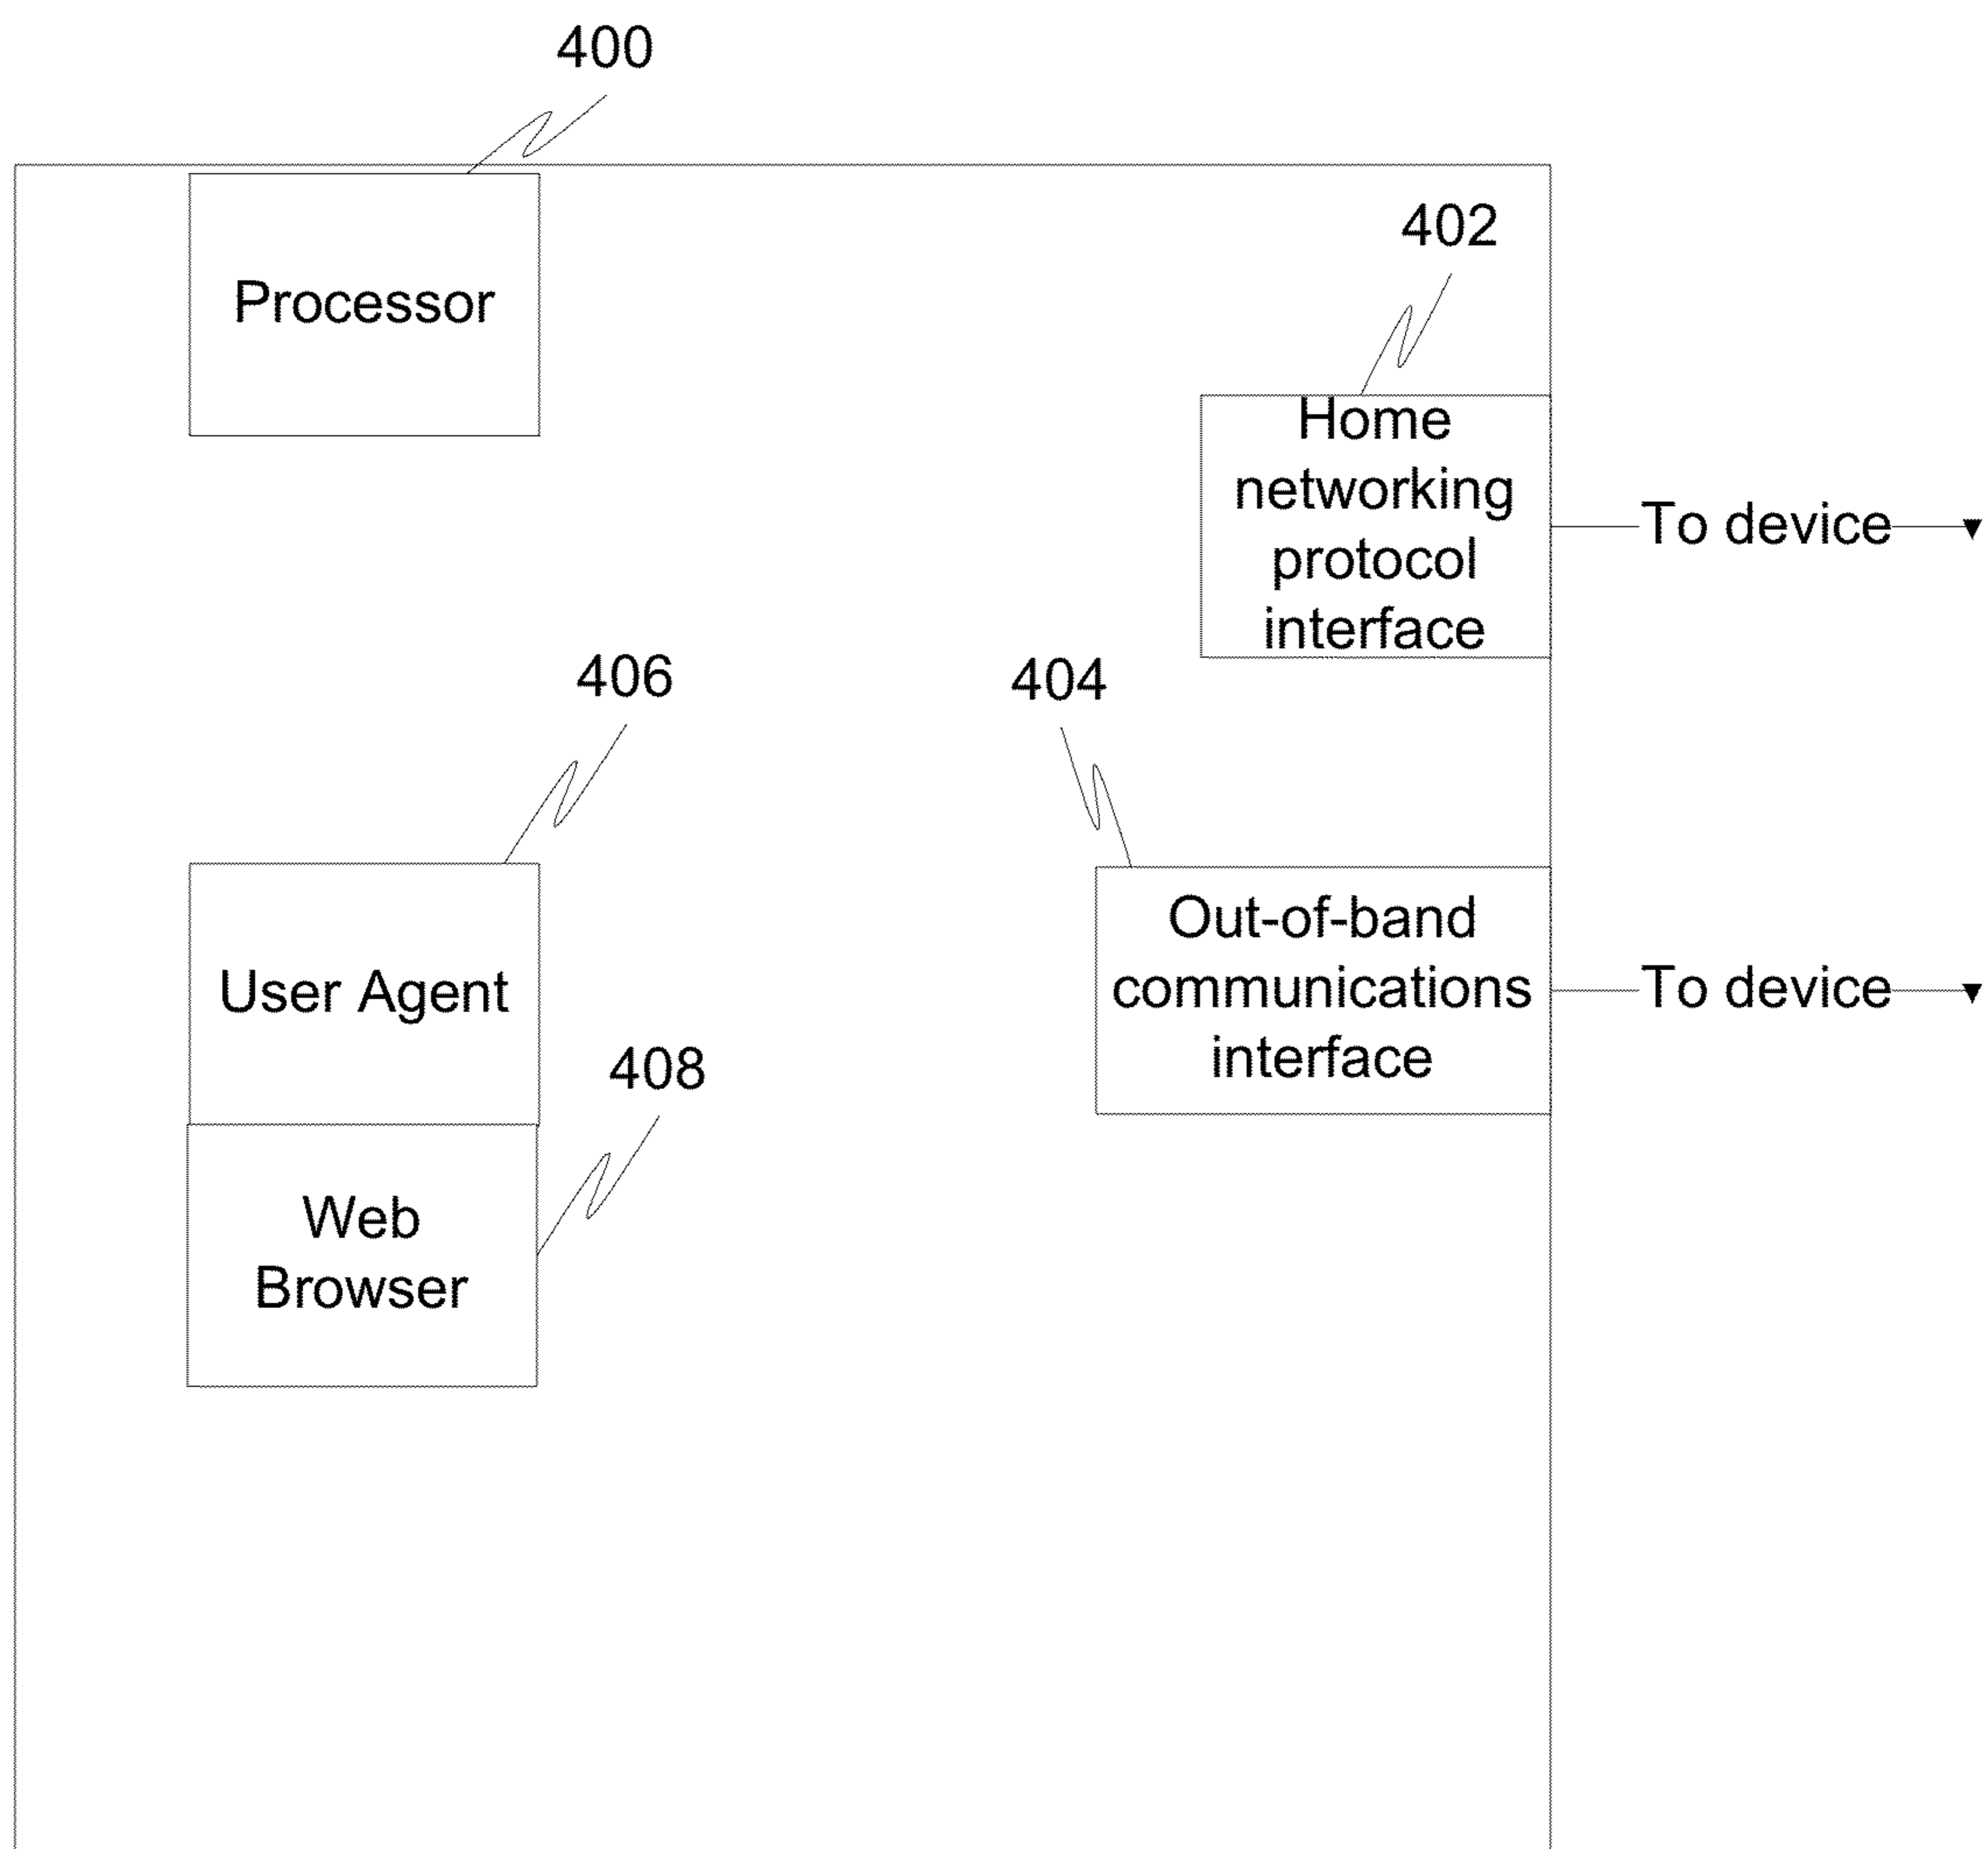 400
Processor
402
Home
networking
protocol
interface
To device
406
404
User Agent
Out-of-band
communications
interface
To device
408
Web
Browser